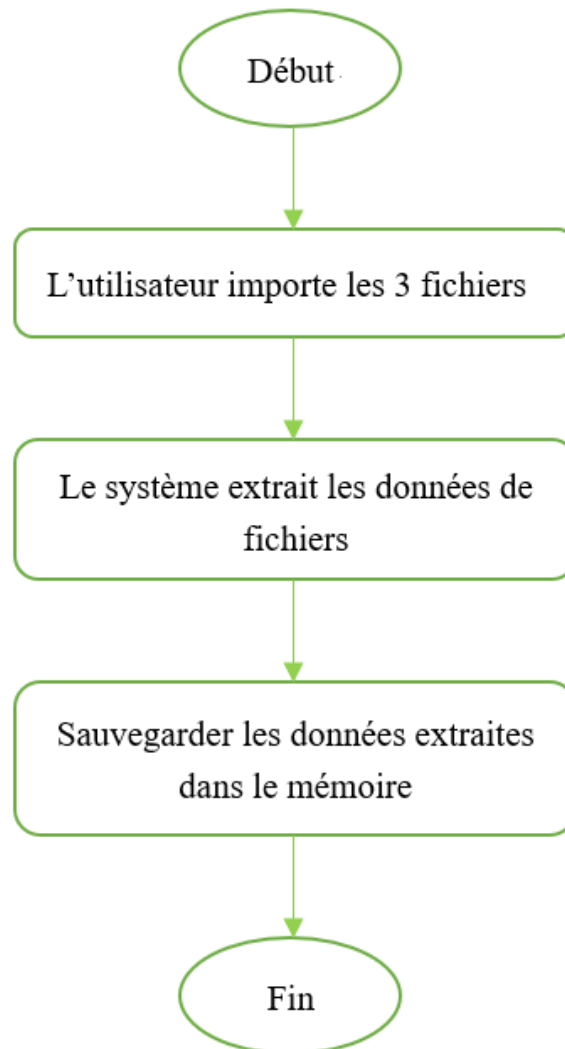 Début
L’utilisateur importe les 3 fichiers
Le système extrait les données de
fichiers
Sauvegarder les données extraites
dans le mémoire
Fin